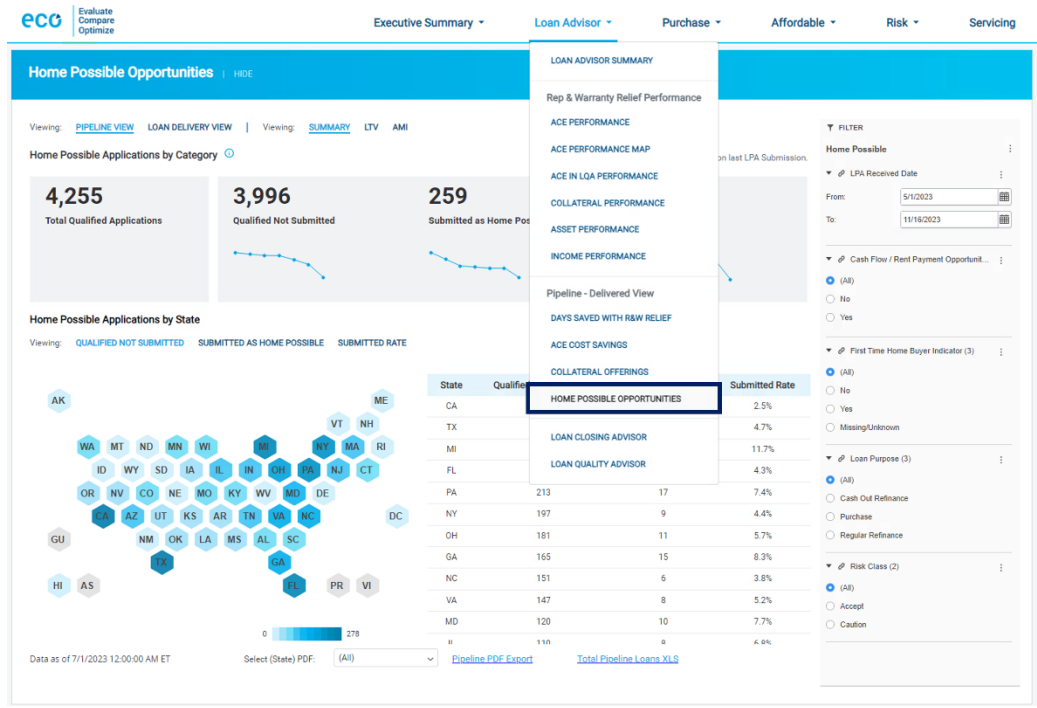 eco Evaluate
Compare
Optimize
Executive Summary
Loan Advisor
Purchase
Affordable
Risk
Servicing
Home Possible Opportunities | HIDE
LOAN ADVISOR SUMMARY
Rep & Warranty Relief Performance
ACE PERFORMANCE
ACE PERFORMANCE MAP
ACE IN LQA PERFORMANCE
COLLATERAL PERFORMANCE
ASSET PERFORMANCE
INCOME PERFORMANCE
Pipeline - Delivered View
DAYS SAVED WITH R&W RELIEF
ACE COST SAVINGS
COLLATERAL OFFERINGS
HOME POSSIBLE OPPORTUNITIES
LOAN CLOSING ADVISOR
LOAN QUALITY ADVISOR
Viewing: PIPELINE VIEW LOAN DELIVERY VIEW | Viewing: SUMMARY LTV AMI
Home Possible Applications by Category
on last LPA Submission.
4,255
Total Qualified Applications
3,996
Qualified Not Submitted
259
Submitted as Home Pos
Home Possible Applications by State
Viewing: QUALIFIED NOT SUBMITTED SUBMITTED AS HOME POSSIBLE SUBMITTED RATE
AK ME
VT NH
WA MT ND MN WI MI NY MA RI
ID WY SD IA IL IN OH PA NJ CT
OR NV CO NE MO KY WV MD DE
CA AZ UT KS AR TN VA NC DC
GU NM OK LA MS AL SC
TX GA
HI AS FL PR VI
0 278
State Qualifie Submitted Rate
CA 2.5%
TX 4.7%
MI 11.7%
FL 4.3%
PA 213 17 7.4%
NY 197 9 4.4%
OH 181 11 5.7%
GA 165 15 8.3%
NC 151 6 3.8%
VA 147 8 5.2%
MD 120 10 7.7%
IL 110 8 6.8%
Data as of 7/1/2023 12:00:00 AM ET
Select (State) PDF: (All)
Pipeline PDF Export
Total Pipeline Loans XLS
FILTER
Home Possible
LPA Received Date
From: 5/1/2023
To: 11/16/2023
Cash Flow / Rent Payment Opportunit...
(All)
No
Yes
First Time Home Buyer Indicator (3)
(All)
No
Yes
Missing/Unknown
Loan Purpose (3)
(All)
Cash Out Refinance
Purchase
Regular Refinance
Risk Class (2)
(All)
Accept
Caution